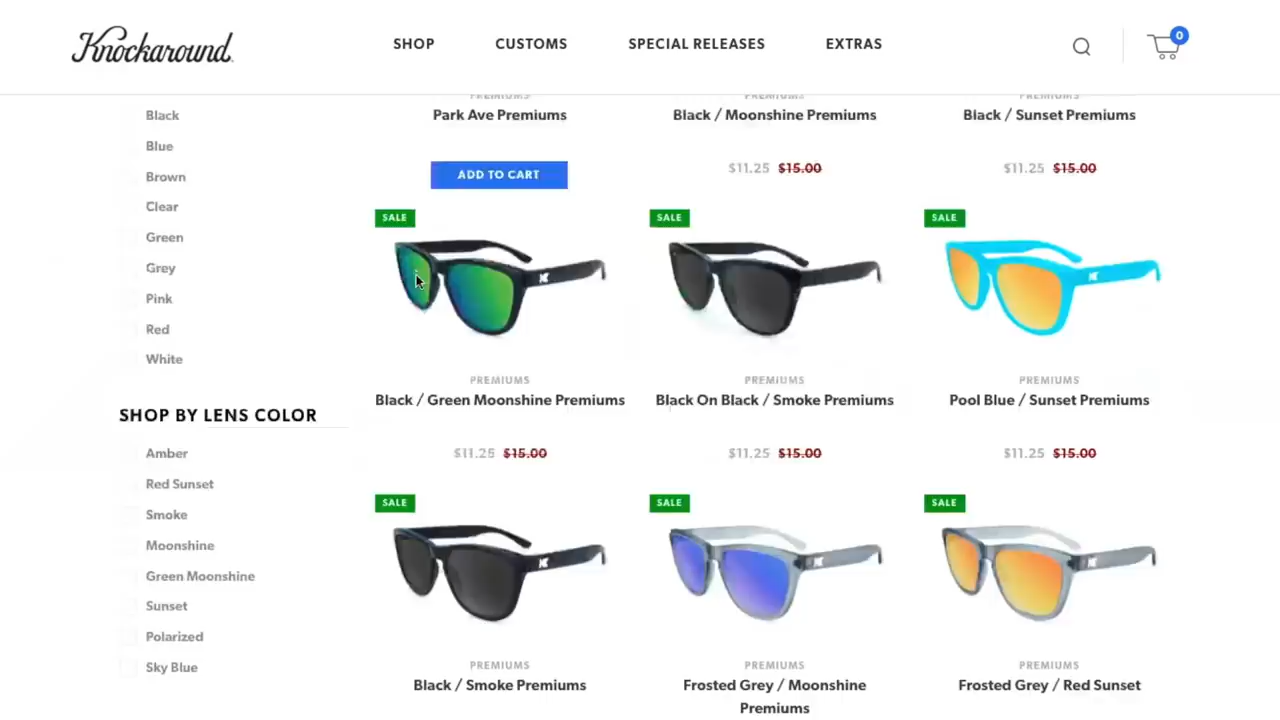 Knockaround.
SHOP
CUSTOMS
SPECIAL RELEASES
EXTRAS
0
Black
Blue
Brown
Clear
Green
Grey
Pink
Red
White
SHOP BY LENS COLOR
Amber
Red Sunset
Smoke
Moonshine
Green Moonshine
Sunset
Polarized
Sky Blue
PREMIUMS
PREMIUMS
PREMIUMS
Park Ave Premiums
Black / Moonshine Premiums
Black / Sunset Premiums
ADD TO CART
$11.25 $15.00
$11.25 $15.00
SALE
SALE
SALE
PREMIUMS
PREMIUMS
PREMIUMS
Black / Green Moonshine Premiums
Black On Black / Smoke Premiums
Pool Blue / Sunset Premiums
$11.25 $15.00
$11.25 $15.00
$11.25 $15.00
SALE
SALE
SALE
PREMIUMS
PREMIUMS
PREMIUMS
Black / Smoke Premiums
Frosted Grey / Moonshine
Premiums
Frosted Grey / Red Sunset